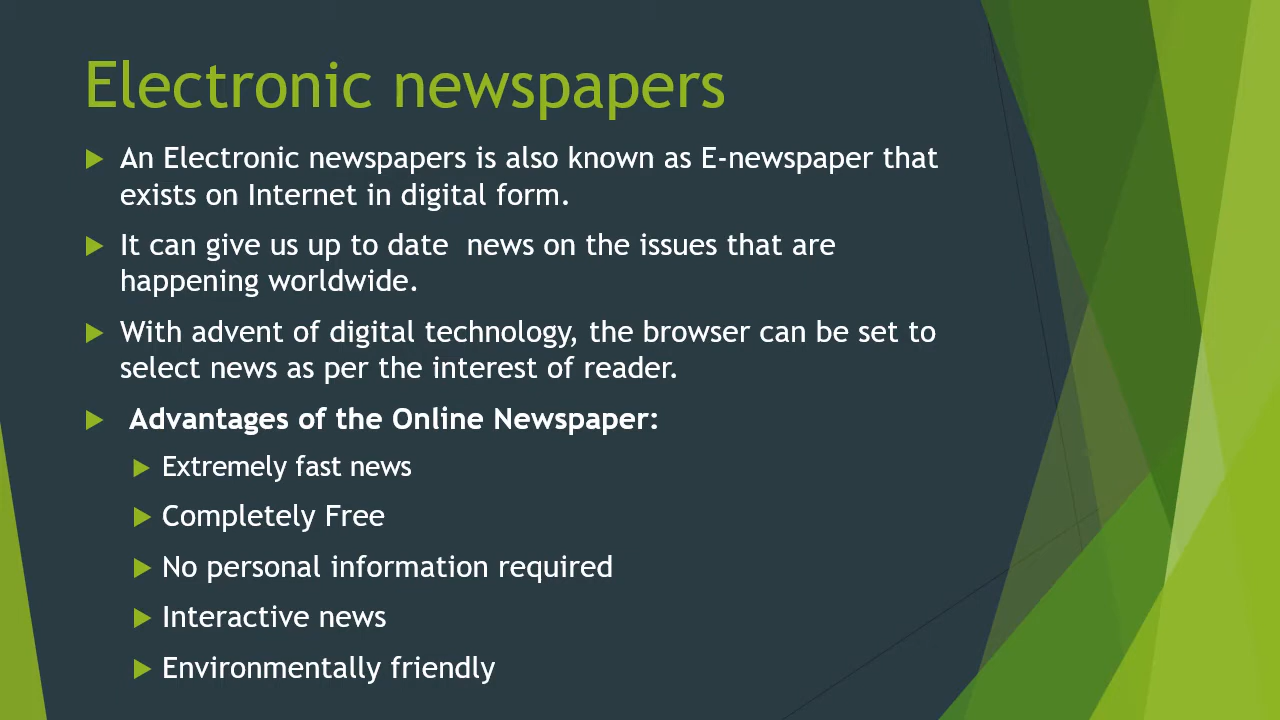 Electronic newspapers
An Electronic newspapers is also known as E-newspaper that
exists on Internet in digital form.
It can give us up to date  news on the issues that are
happening worldwide.
With advent of digital technology, the browser can be set to
select news as per the interest of reader.
Advantages of the Online Newspaper:
Extremely fast news
Completely Free
No personal information required
Interactive news
Environmentally friendly